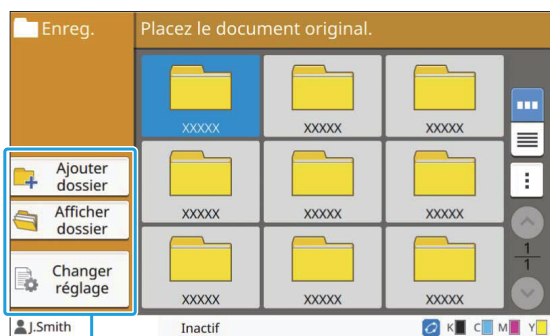 Enreg.
Placez le document original.
XXXXX XXXXX XXXXX
Ajouter
dossier
Afficher
dossier
XXXXX XXXXX XXXXX
Changer
réglage
XXXXX XXXXX XXXXX
1
1
J.Smith
Inactif
K C M Y